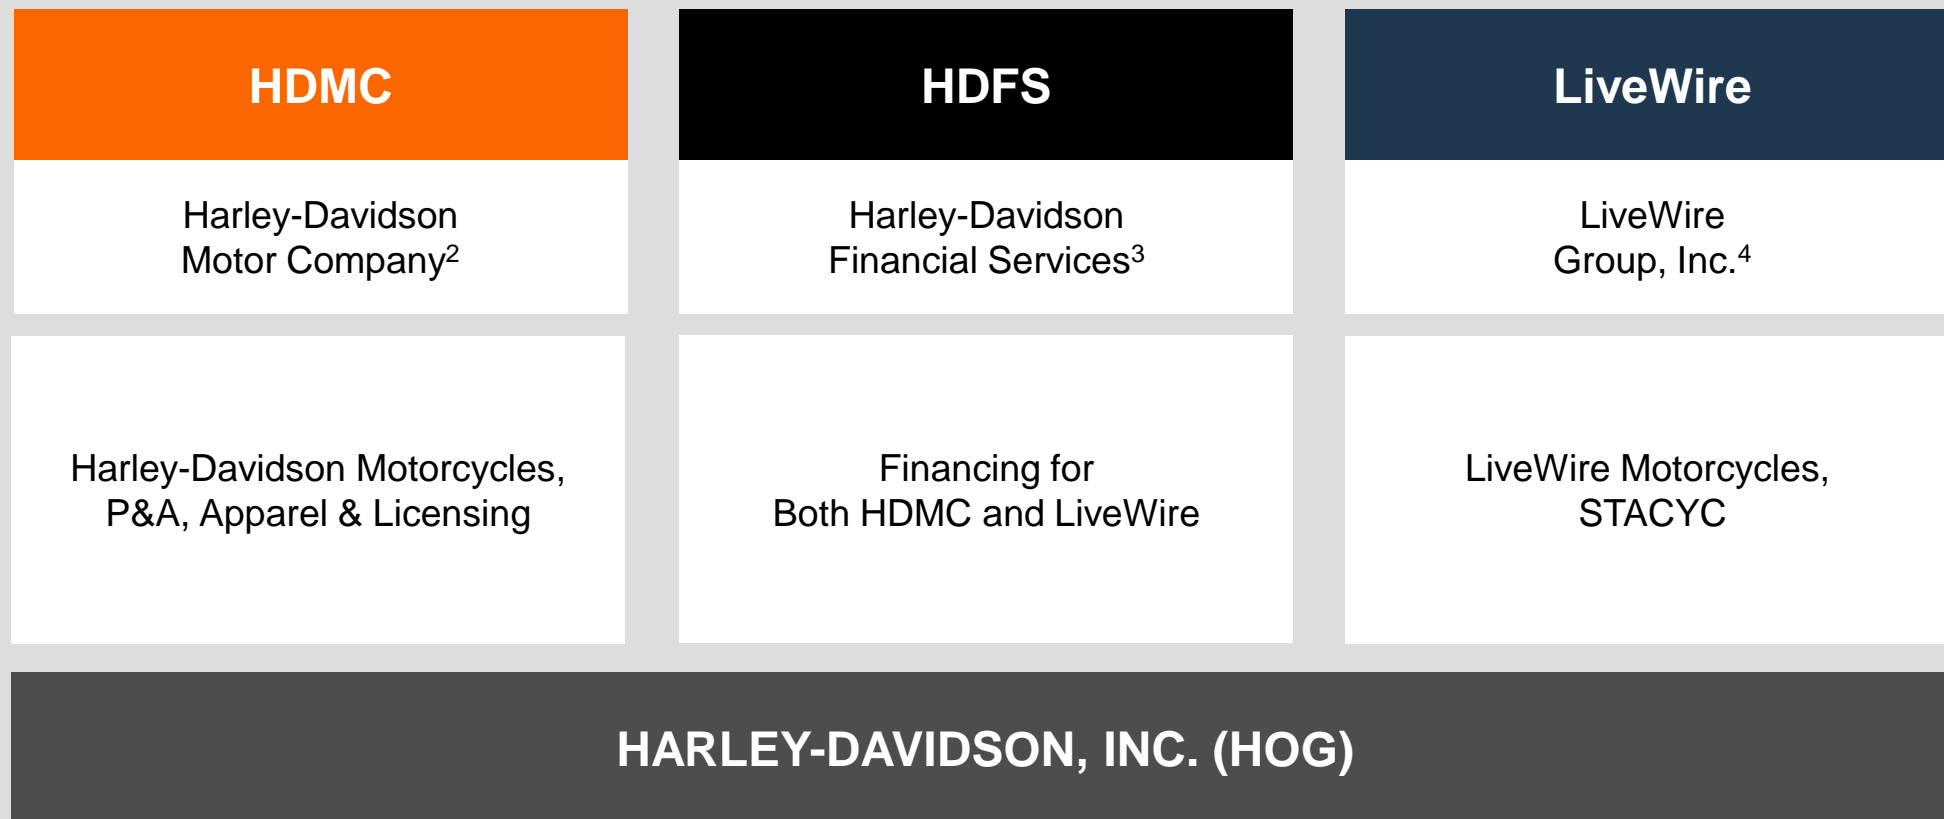 HDMC
HDFS
LiveWire
Harley-Davidson
Motor Company²
Harley-Davidson
Financial Services³
LiveWire
Group, Inc.⁴
Harley-Davidson Motorcycles,
P&A, Apparel & Licensing
Financing for
Both HDMC and LiveWire
LiveWire Motorcycles,
STACYC
HARLEY-DAVIDSON, INC. (HOG)